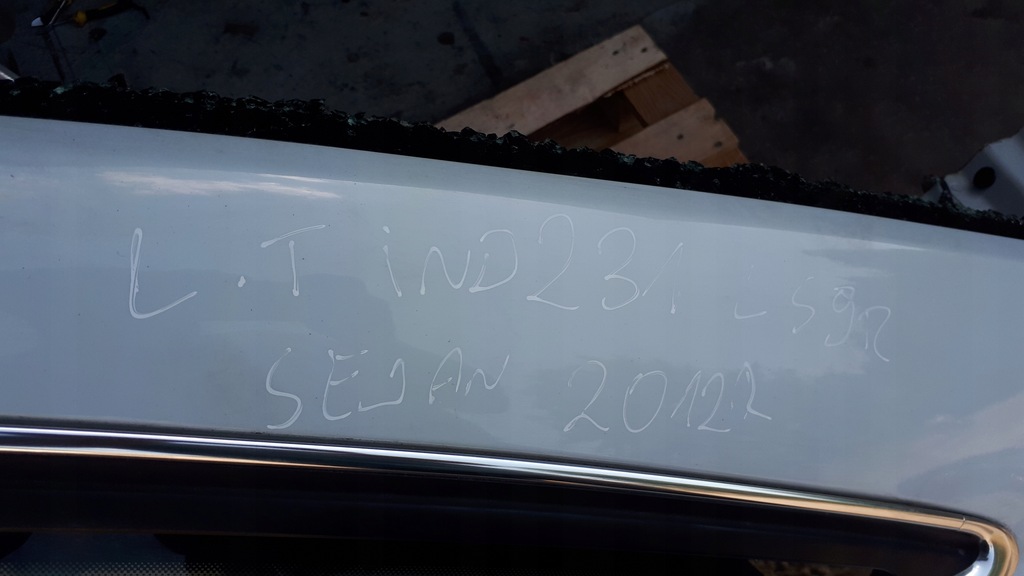 L.T iND231 LS9R
SEDAN 2012R